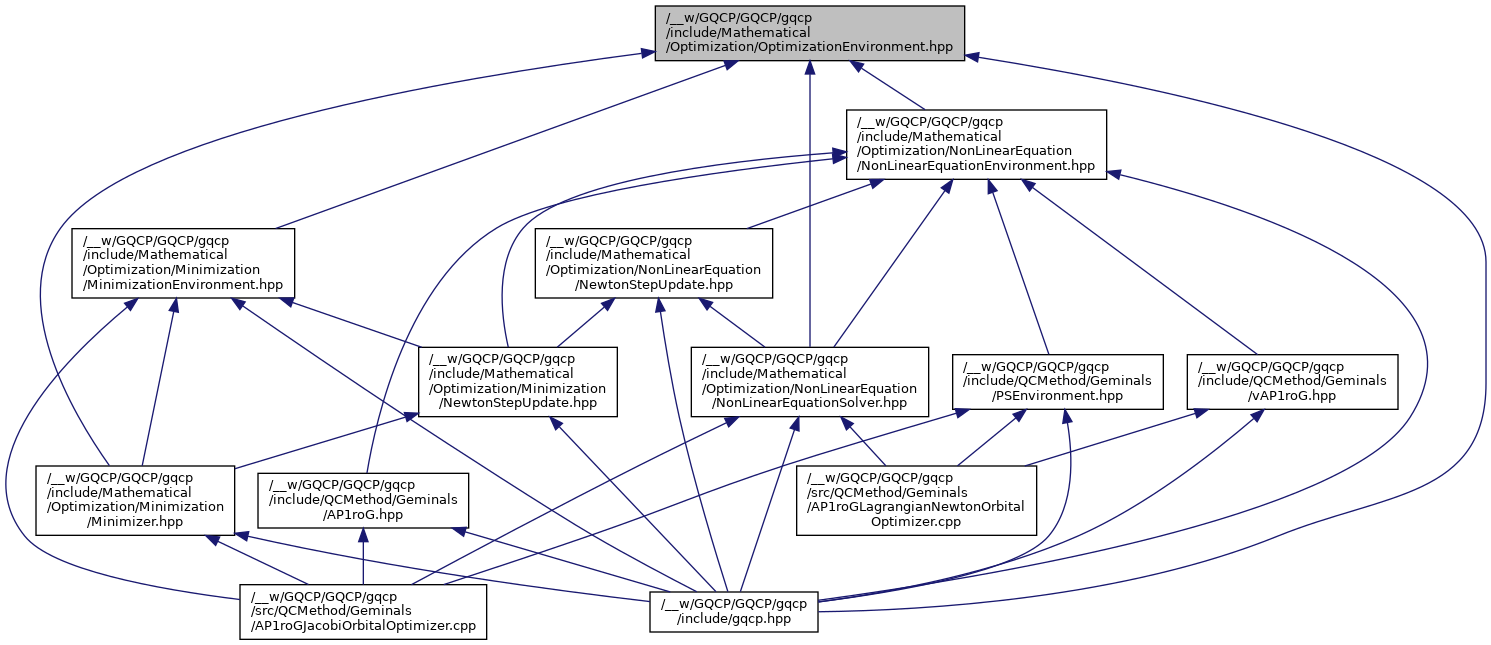 /__w/GQCP/GQCP/gqcp
/include/Mathematical
/Optimization/OptimizationEnvironment.hpp
/__w/GQCP/GQCP/gqcp
/include/Mathematical
/Optimization/NonLinearEquation
/NonLinearEquationEnvironment.hpp
/__w/GQCP/GQCP/gqcp
/include/Mathematical
/Optimization/Minimization
/MinimizationEnvironment.hpp
/__w/GQCP/GQCP/gqcp
/include/Mathematical
/Optimization/NonLinearEquation
/NewtonStepUpdate.hpp
/__w/GQCP/GQCP/gqcp
/include/Mathematical
/Optimization/Minimization
/NewtonStepUpdate.hpp
/__w/GQCP/GQCP/gqcp
/include/Mathematical
/Optimization/NonLinearEquation
/NonLinearEquationSolver.hpp
/__w/GQCP/GQCP/gqcp
/include/QCMethod/Geminals
/PSEnvironment.hpp
/__w/GQCP/GQCP/gqcp
/include/QCMethod/Geminals
/vAP1roG.hpp
/__w/GQCP/GQCP/gqcp
/include/Mathematical
/Optimization/Minimization
/Minimizer.hpp
/__w/GQCP/GQCP/gqcp
/include/QCMethod/Geminals
/AP1roG.hpp
/__w/GQCP/GQCP/gqcp
/src/QCMethod/Geminals
/AP1roGLagrangianNewtonOrbital
Optimizer.cpp
/__w/GQCP/GQCP/gqcp
/src/QCMethod/Geminals
/AP1roGJacobiOrbitalOptimizer.cpp
/__w/GQCP/GQCP/gqcp
/include/gqcp.hpp